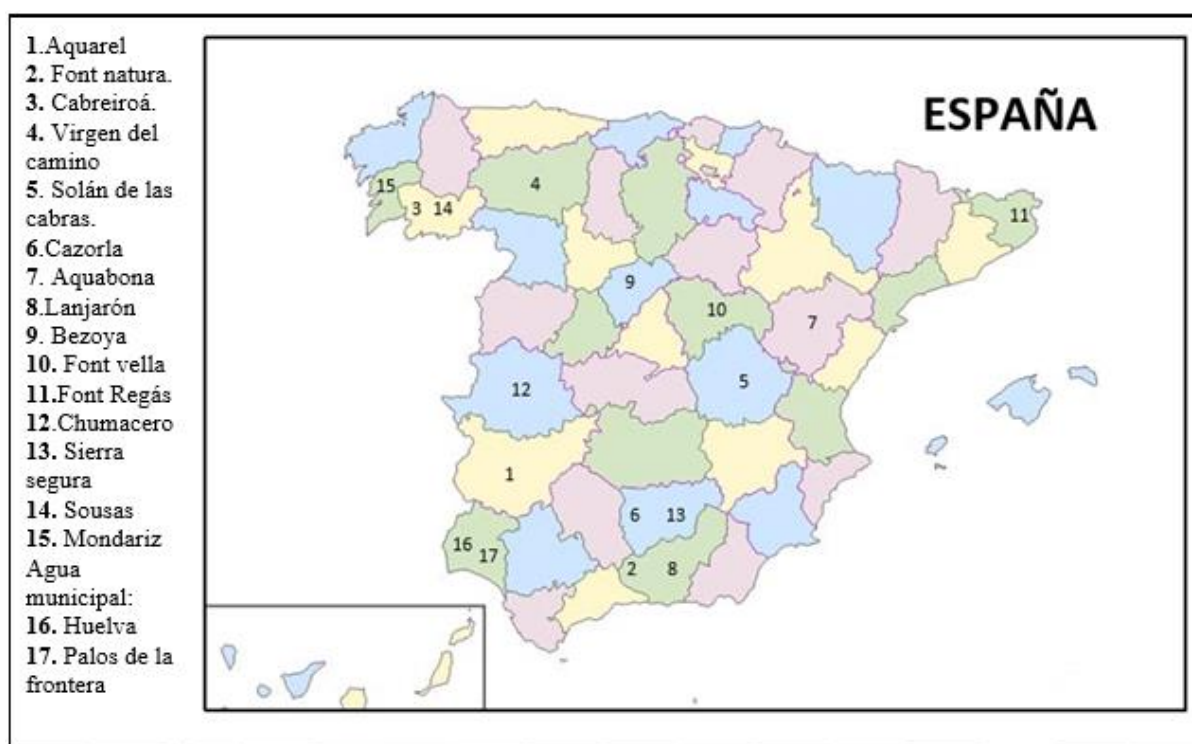 1.Aquarel
2. Font natura.
3. Cabreiroá.
4. Virgen del
camino
5. Solán de las
cabras.
6.Cazorla
7. Aquabona
8.Lanjarón
9. Bezoya
10. Font vella
11.Font Regás
12.Chumacero
13. Sierra
segura
14. Sousas
15. Mondariz
Agua
municipal:
16. Huelva
17. Palos de la
frontera
ESPAÑA
15
4
3 14
11
9
10
7
12
5
1
6 13
16
17
2 8